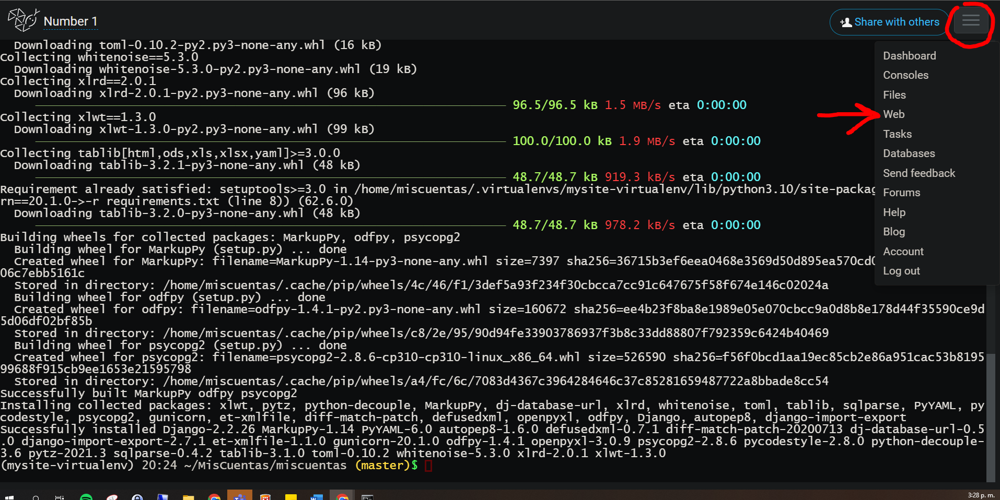 Number 1
Share with others
Downloading toml-0.10.2-py2.py3-none-any.whl (16 kB)
Collecting whitenoise==5.3.0
Downloading whitenoise-5.3.0-py2.py3-none-any.whl (19 kB)
Collecting xlrd==2.0.1
Downloading xlrd-2.0.1-py2.py3-none-any.whl (96 kB)
96.5/96.5 kB 1.5 MB/s eta 0:00:00
Collecting xlwt==1.3.0
Downloading xlwt-1.3.0-py2.py3-none-any.whl (99 kB)
100.0/100.0 kB 1.9 MB/s eta 0:00:00
Collecting tablib[html,ods,xls,xlsx,yaml]>=3.0.0
Downloading tablib-3.2.1-py3-none-any.whl (48 kB)
48.7/48.7 kB 919.3 kB/s eta 0:00:00
Requirement already satisfied: setuptools>=3.0 in /home/miscuentas/.virtualenvs/mysite-virtualenv/lib/python3.10/site-packag
rn==20.1.0->-r requirements.txt (line 8)) (62.6.0)
Downloading tablib-3.2.0-py3-none-any.whl (48 kB)
48.7/48.7 kB 978.2 kB/s eta 0:00:00
Building wheels for collected packages: MarkupPy, odfpy, psycopg2
Building wheel for MarkupPy (setup.py) ... done
Created wheel for MarkupPy: filename=MarkupPy-1.14-py3-none-any.whl size=7397 sha256=36715b3ef6eea0468e3569d50d895ea570cd0
06c7ebb5161c
Stored in directory: /home/miscuentas/.cache/pip/wheels/4c/46/f1/3def5a93f234f30cbcca7cc91c647675f58f674e146c02024a
Building wheel for odfpy (setup.py) ... done
Created wheel for odfpy: filename=odfpy-1.4.1-py2.py3-none-any.whl size=160672 sha256=ee4b23f8ba8e1989e05e070cbcc9a0d8b8e178d44f35590ce9d
5d06df02bf85b
Stored in directory: /home/miscuentas/.cache/pip/wheels/c8/2e/95/90d94fe33903786937f3b8c33dd88807f792359c6424b40469
Building wheel for psycopg2 (setup.py) ... done
Created wheel for psycopg2: filename=psycopg2-2.8.6-cp310-cp310-linux_x86_64.whl size=526590 sha256=f56f0bcd1aa19ec85cb2e86a951cac53b8195
99688f915cb9ee1653e21595798
Stored in directory: /home/miscuentas/.cache/pip/wheels/a4/fc/6c/7083d4367c3964284646c37c85281659487722a8bbade8cc54
Successfully built MarkupPy odfpy psycopg2
Installing collected packages: xlwt, pytz, python-decouple, MarkupPy, dj-database-url, xlrd, whitenoise, toml, tablib, sqlparse, PyYAML, py
codestyle, psycopg2, gunicorn, et-xmlfile, diff-match-patch, defusedxml, openpyxl, odfpy, Django, autopep8, django-import-export
Successfully installed Django-2.2.26 MarkupPy-1.14 PyYAML-6.0 autopep8-1.6.0 defusedxml-0.7.1 diff-match-patch-20200713 dj-database-url-0.5
.0 django-import-export-2.7.1 et-xmlfile-1.1.0 gunicorn-20.1.0 odfpy-1.4.1 openpyxl-3.0.9 psycopg2-2.8.6 pycodestyle-2.8.0 python-decouple-
3.6 pytz-2021.3 sqlparse-0.4.2 tablib-3.1.0 toml-0.10.2 whitenoise-5.3.0 xlrd-2.0.1 xlwt-1.3.0
(mysite-virtualenv) 20:24 ~/MisCuentas/miscuentas (master)$
Dashboard
Consoles
Files
Web
Tasks
Databases
Send feedback
Forums
Help
Blog
Account
Log out
3:28 p. m.